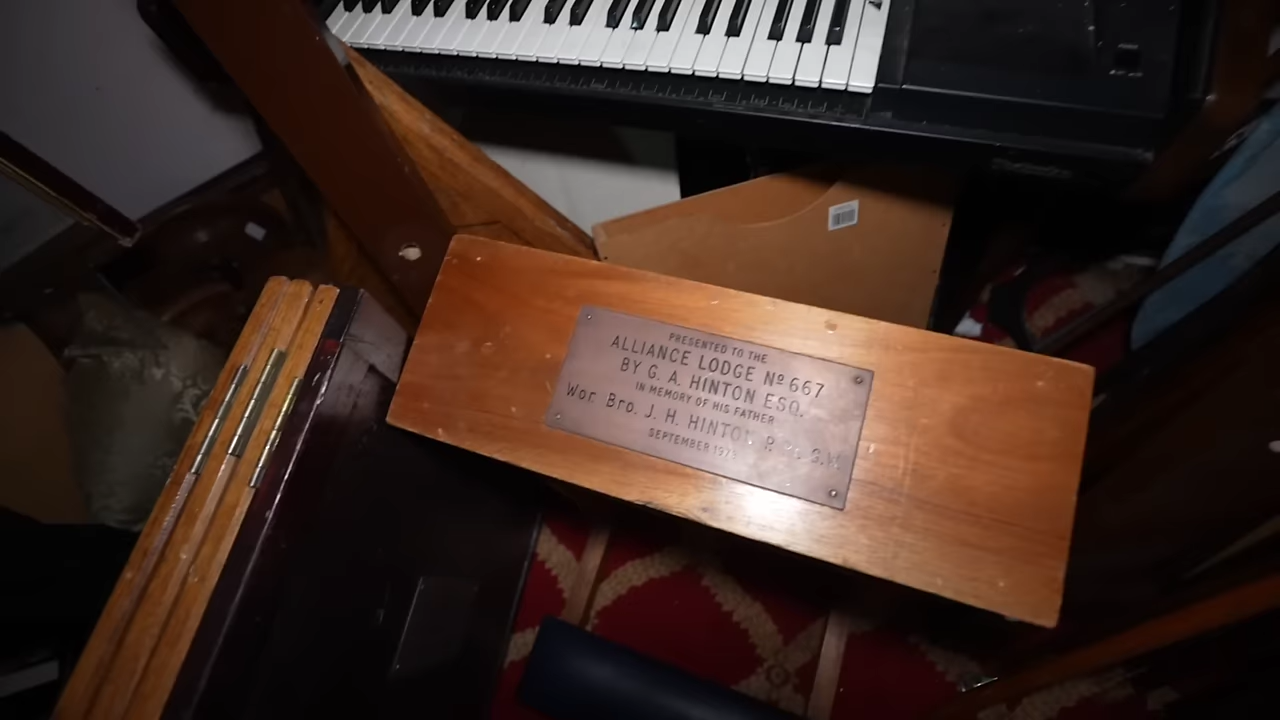 PRESENTED TO THE
ALLIANCE LODGE Nº 667
BY G. A. HINTON ESQ.
IN MEMORY OF HIS FATHER
Wor. Bro. J. H. HINTON
SEPTEMBER 1979